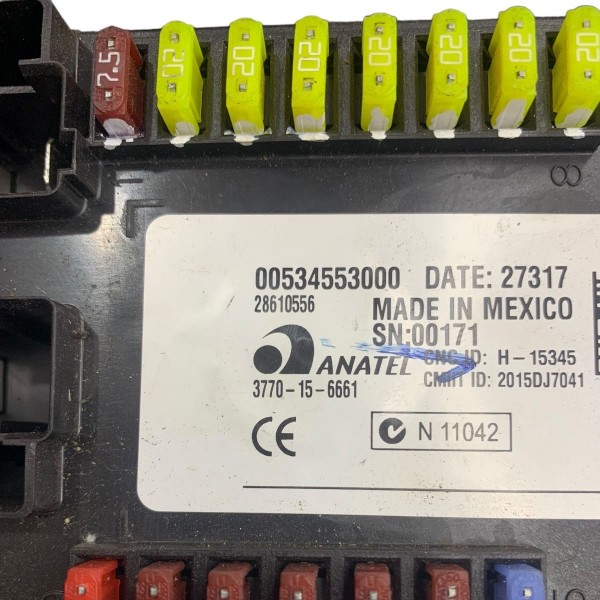 7.5 20 20 20 20 20 20 20
8
00534553000 DATE: 27317
28610556 MADE IN MEXICO
SN:00171
ANATEL CNC ID: H-15345
3770-15-6661 CMIIT ID: 2015DJ7041
CE N 11042